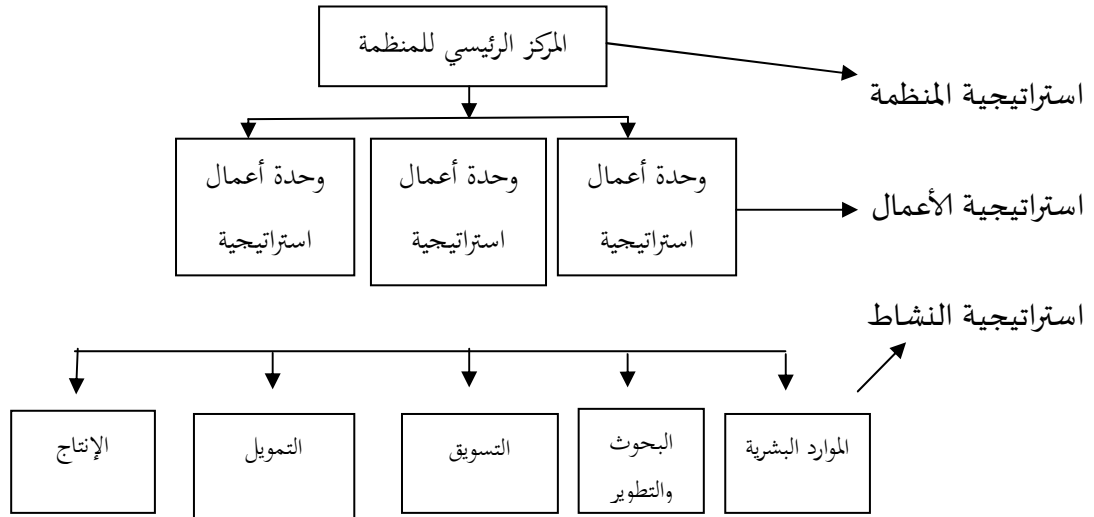 المركز الرئيسي للمنظمة
استراتيجية المنظمة
وحدة أعمال
استراتيجية
وحدة أعمال
استراتيجية
وحدة أعمال
استراتيجية
استراتيجية الأعمال
استراتيجية النشاط
الموارد البشرية
البحوث
والتطوير
التسويق
التمويل
الإنتاج